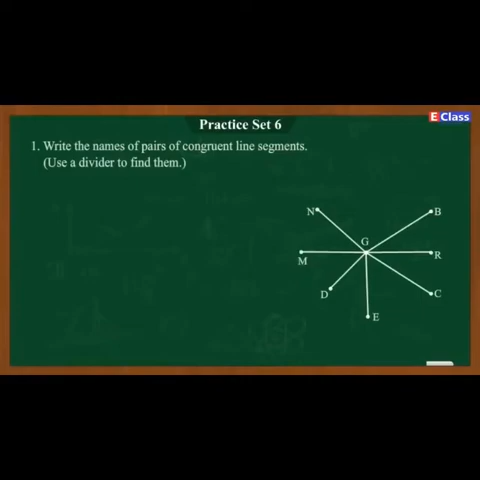 E Class
Practice Set 6
1. Write the names of pairs of congruent line segments.
(Use a divider to find them.)
N
B
G
M
R
D
C
E